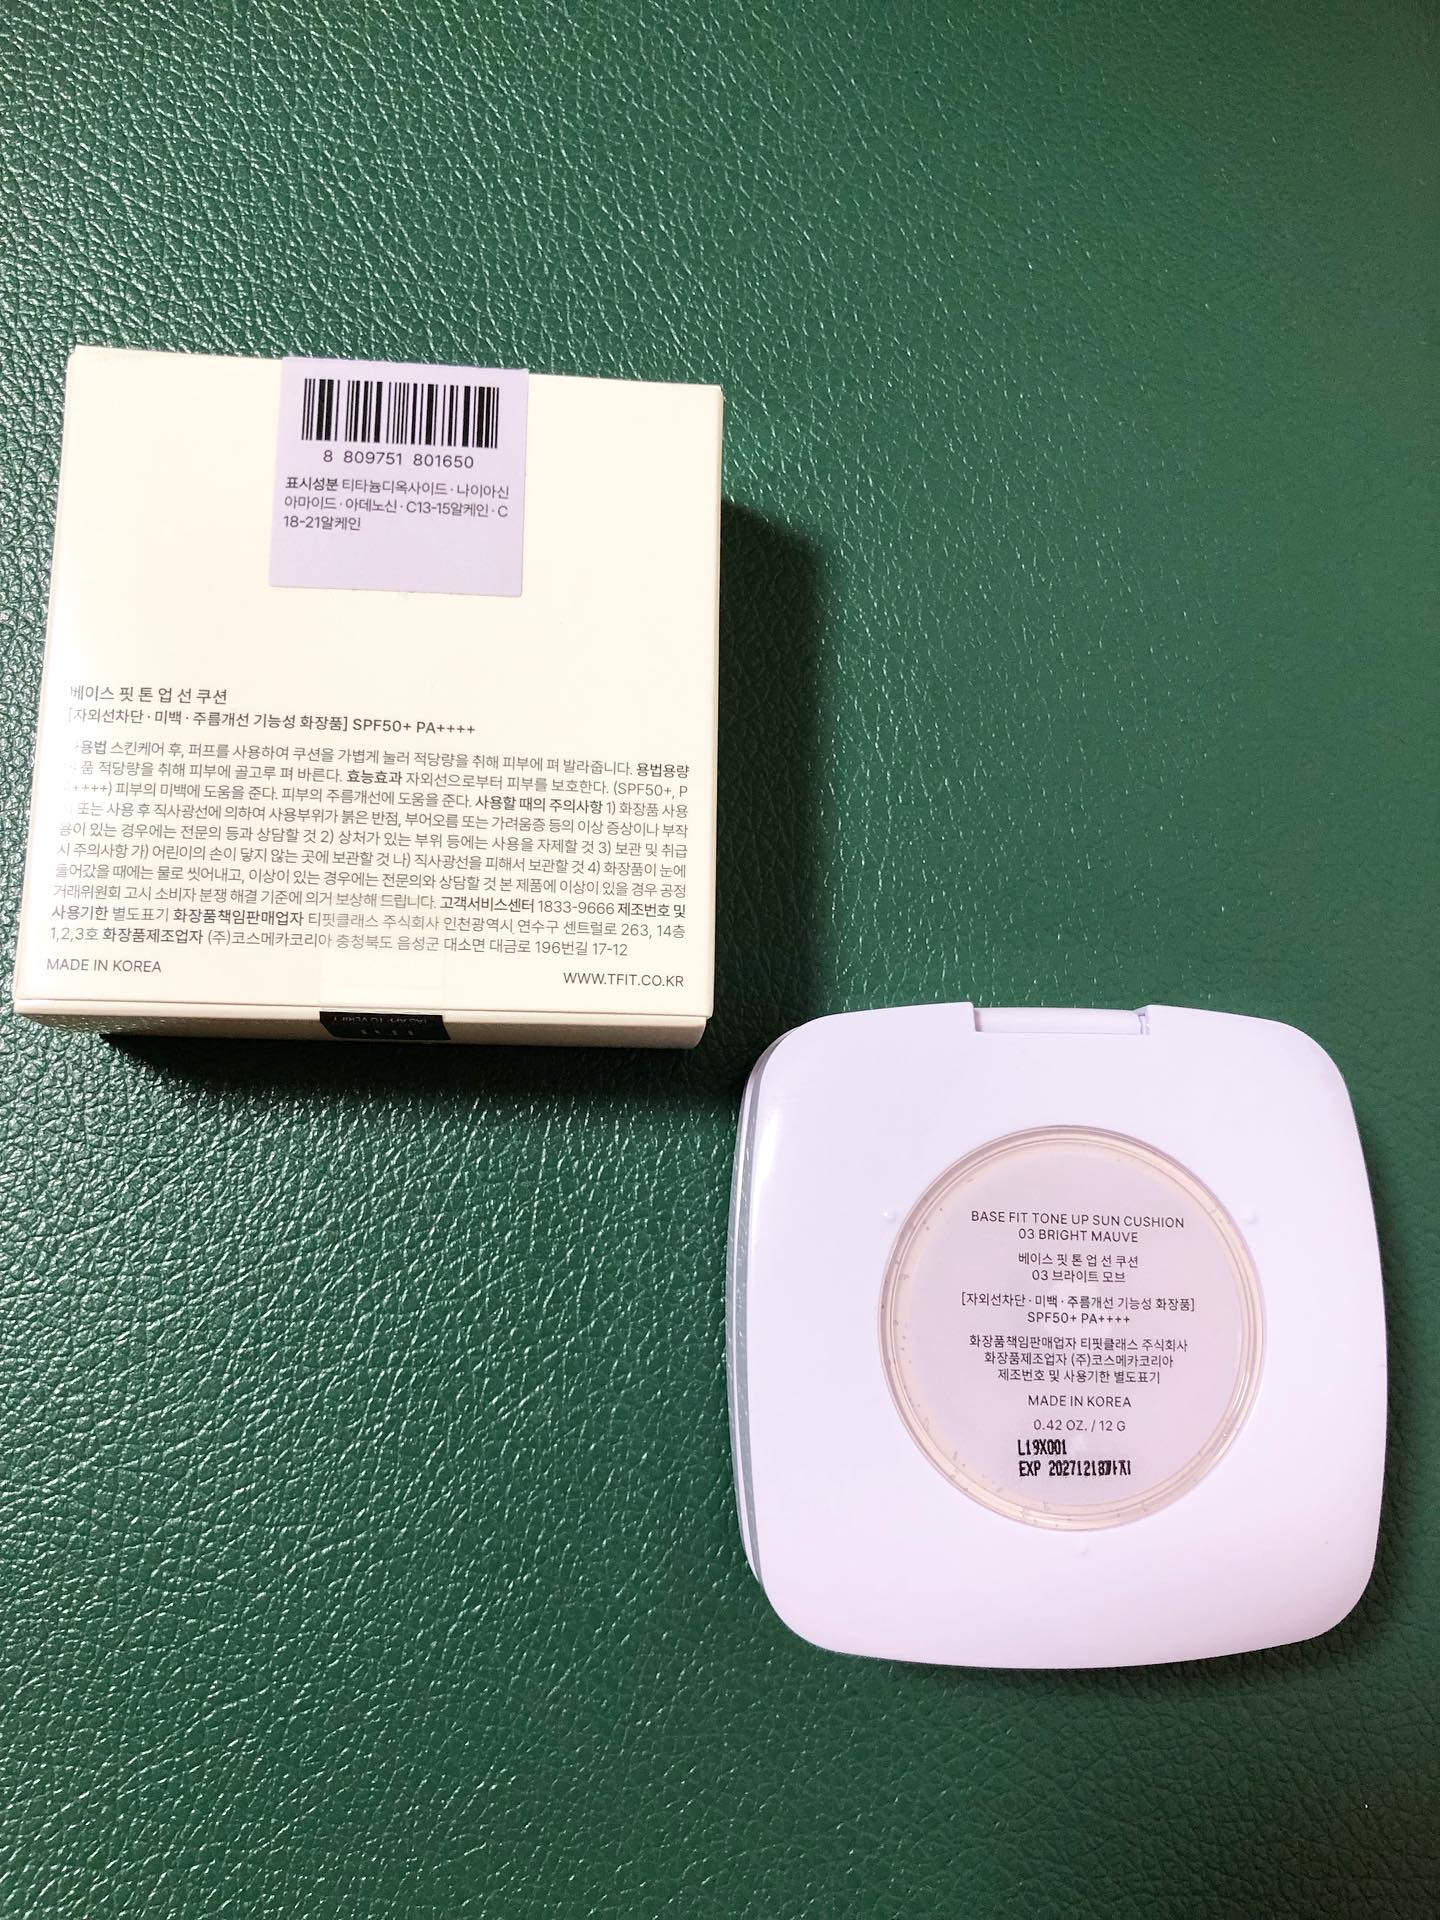 8 809751 801650
표시성분 티타늄디옥사이드 · 나이아신
아마이드 · 아데노신 · C13-15알케인 · C
18-21알케인
베이스 핏 톤 업 선 쿠션
[자외선차단 · 미백 · 주름개선 기능성 화장품] SPF50+ PA++++
스킨케어 후, 퍼프를 사용하여 쿠션을 가볍게 눌러 적당량을 취해 피부에 펴 발라줍니다. 용법용량
적당량을 취해 피부에 골고루 펴 바른다. 효능효과 자외선으로부터 피부를 보호한다. (SPF50+, P
++++) 피부의 미백에 도움을 준다. 피부의 주름개선에 도움을 준다. 사용할 때의 주의사항 1) 화장품 사용
또는 사용 후 직사광선에 의하여 사용부위가 붉은 반점, 부어오름 또는 가려움증 등의 이상 증상이나 부작
용이 있는 경우에는 전문의 등과 상담할 것 2) 상처가 있는 부위 등에는 사용을 자제할 것 3) 보관 및 취급
시 주의사항 가) 어린이의 손이 닿지 않는 곳에 보관할 것 나) 직사광선을 피해서 보관할 것 4) 화장품이 눈에
들어갔을 때에는 물로 씻어내고, 이상이 있는 경우에는 전문의와 상담할 것 본 제품에 이상이 있을 경우 공정
거래위원회 고시 소비자 분쟁 해결 기준에 의거 보상해 드립니다. 고객서비스센터 1833-9666 제조번호 및
사용기한 별도표기 화장품책임판매업자 티핏클래스 주식회사 인천광역시 연수구 센트럴로 263, 14층
1,2,3호 화장품제조업자 (주)코스메카코리아 충청북도 음성군 대소면 대금로 196번길 17-12
MADE IN KOREA
WWW.TFIT.CO.KR
BASE FIT TONE UP SUN CUSHION
03 BRIGHT MAUVE
베이스 핏 톤 업 선 쿠션
03 브라이트 모브
[자외선차단 · 미백 · 주름개선 기능성 화장품]
SPF50+ PA++++
화장품책임판매업자 티핏클래스 주식회사
화장품제조업자 (주)코스메카코리아
제조번호 및 사용기한 별도표기
MADE IN KOREA
0.42 OZ. / 12 G
L19X001
EXP 20271218까지